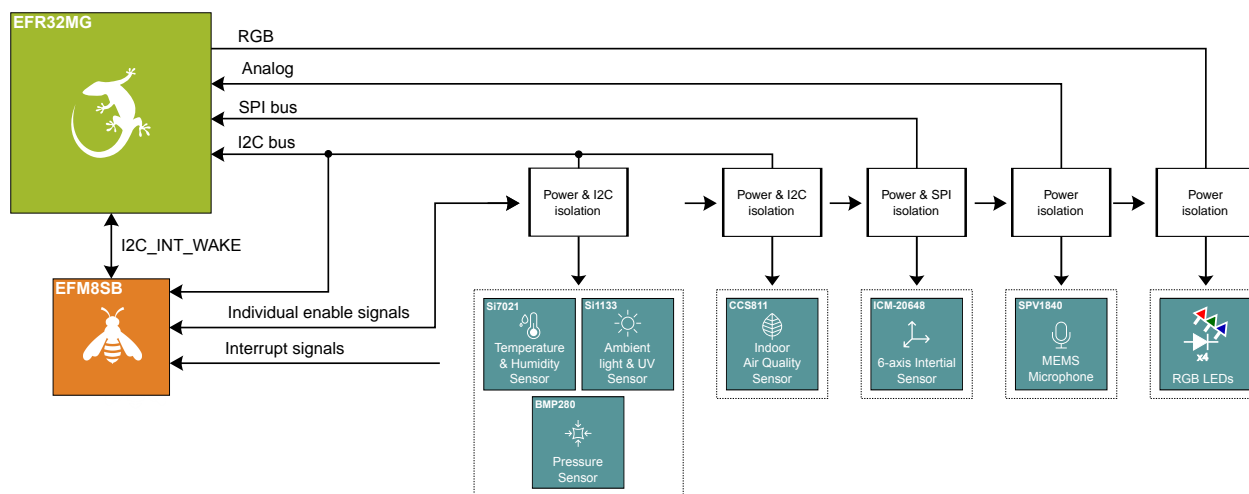 EFR32MG
RGB
Analog
SPI bus
I2C bus
I2C_INT_WAKE
EFM8SB
Individual enable signals
Interrupt signals
Power & I2C
isolation
Power & I2C
isolation
Power & SPI
isolation
Power
isolation
Power
isolation
Si7021
Temperature
& Humidity
Sensor
Si1133
Ambient
light & UV
Sensor
BMP280
Pressure
Sensor
CCS811
Indoor
Air Quality
Sensor
ICM-20648
6-axis Intertial
Sensor
SPV1840
MEMS
Microphone
x4
RGB LEDs